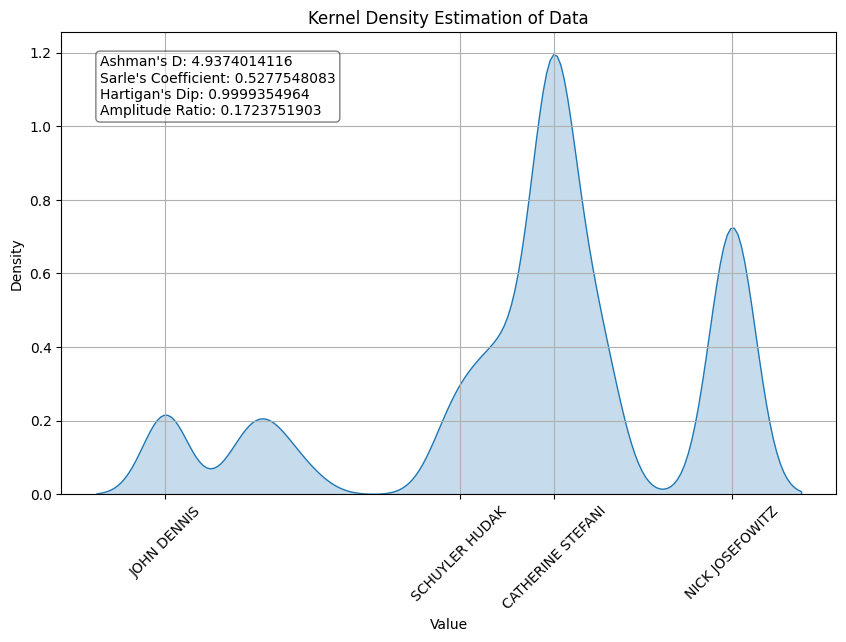 Kernel Density Estimation of Data
Ashman's D: 4.9374014116
Sarle's Coefficient: 0.5277548083
Hartigan's Dip: 0.9999354964
Amplitude Ratio: 0.1723751903
Density
1.2
1.0
0.8
0.6
0.4
0.2
0.0
JOHN DENNIS
SCHUYLER HUDAK
CATHERINE STEFANI
NICK JOSEFOWITZ
Value